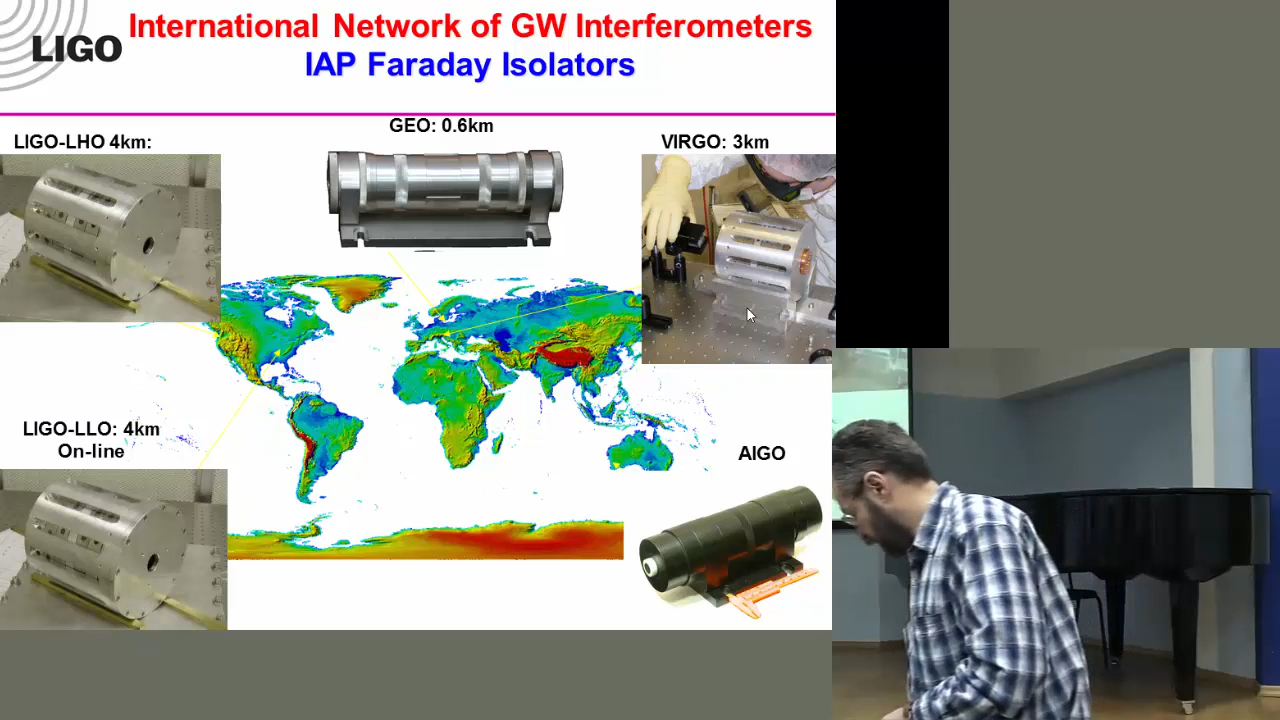 LIGO
International Network of GW Interferometers
IAP Faraday Isolators
LIGO-LHO 4km:
GEO: 0.6km
VIRGO: 3km
LIGO-LLO: 4km
On-line
AIGO